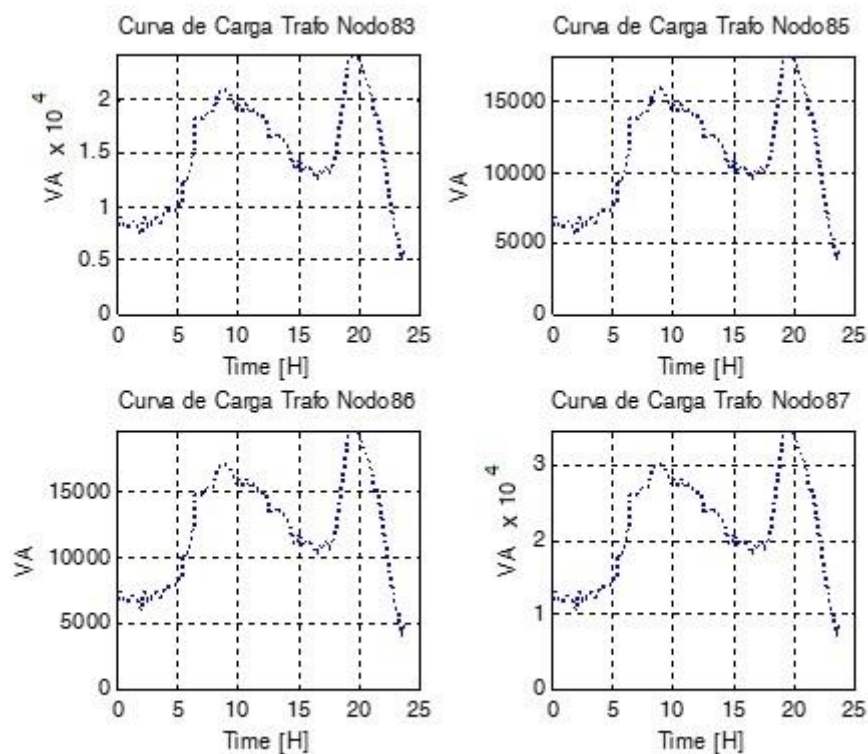 Curva de Carga Trafo Nodo83
VA x 10 4
2
1.5
1
0.5
0
0 5 10 15 20 25
Time [H]
Curva de Carga Trafo Nodo85
VA
15000
10000
5000
0
0 5 10 15 20 25
Time [H]
Curva de Carga Trafo Nodo86
VA
15000
10000
5000
0
0 5 10 15 20 25
Time [H]
Curva de Carga Trafo Nodo87
VA x 10 4
3
2
1
0
0 5 10 15 20 25
Time [H]